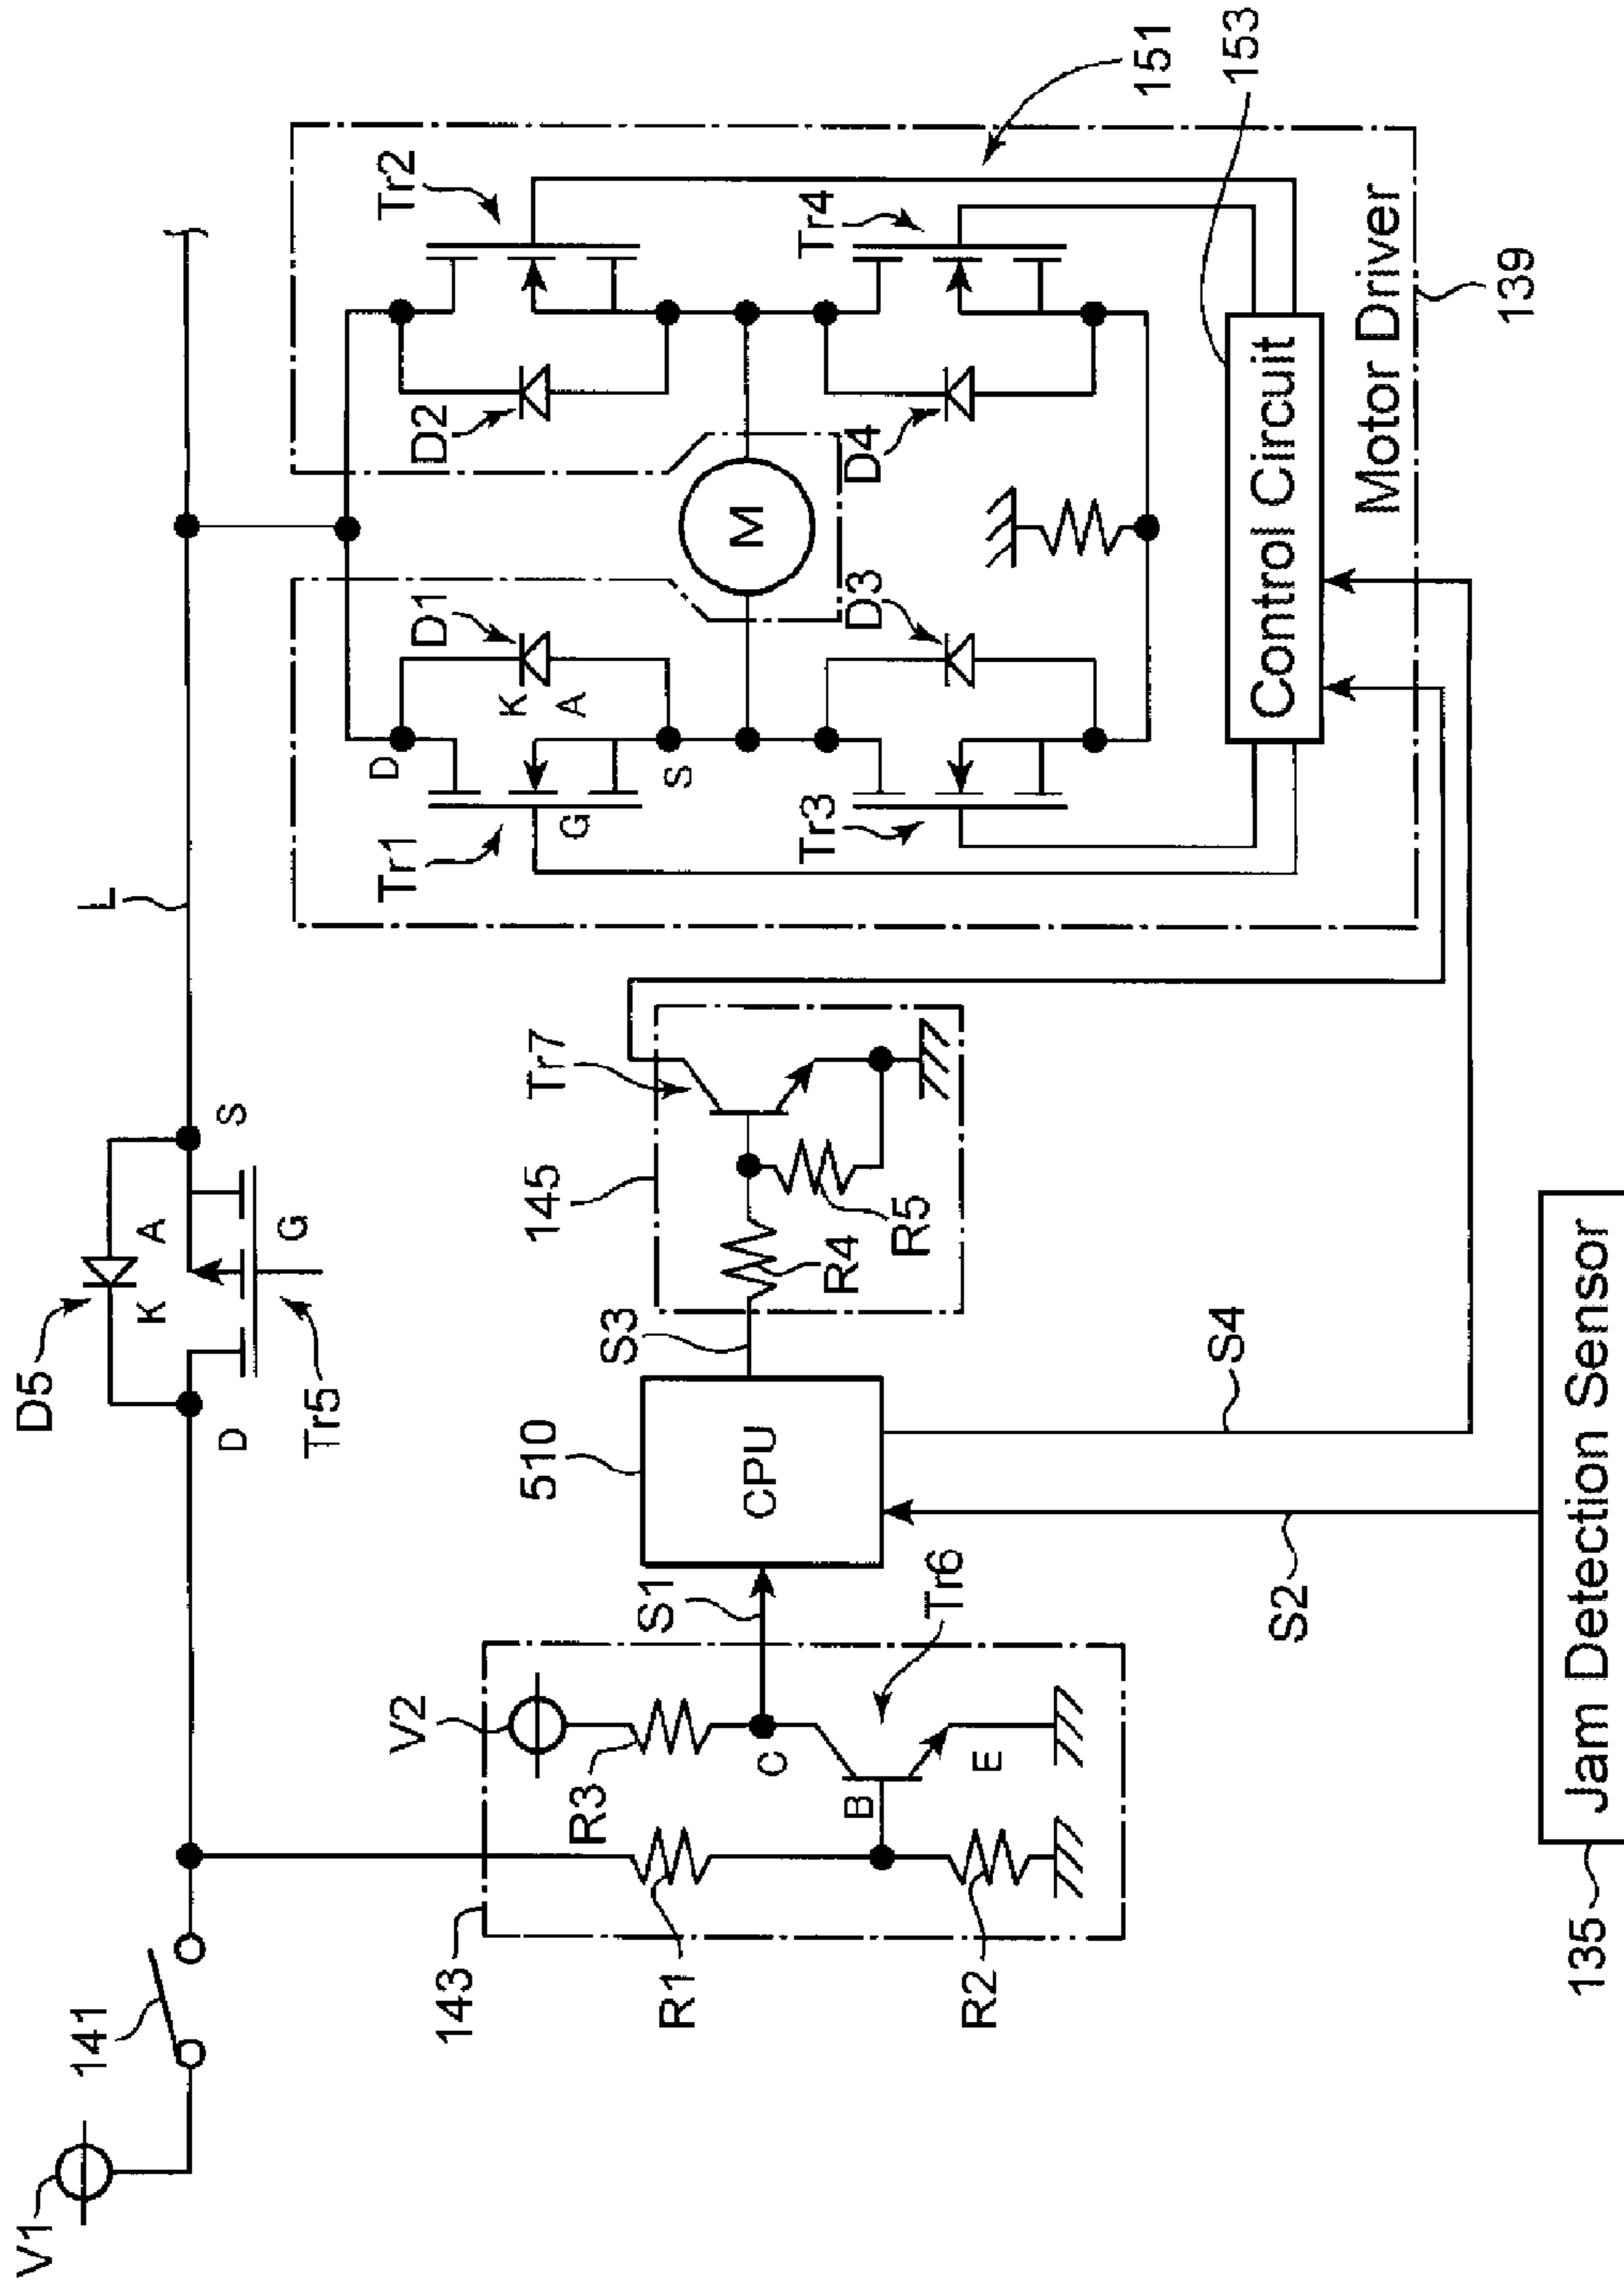 V1
141
D5
K
A
D
S
G
Tr5
L
143
V2
R3
R1
C
B
E
R2
Tr6
S1
510
CPU
S3
145
Tr7
R4
R5
S2
S4
135
Jam Detection Sensor
Tr1
D
G
S
D1
K
A
Tr2
D2
M
Tr3
D3
Tr4
D4
151
153
Control Circuit
Motor Driver
139